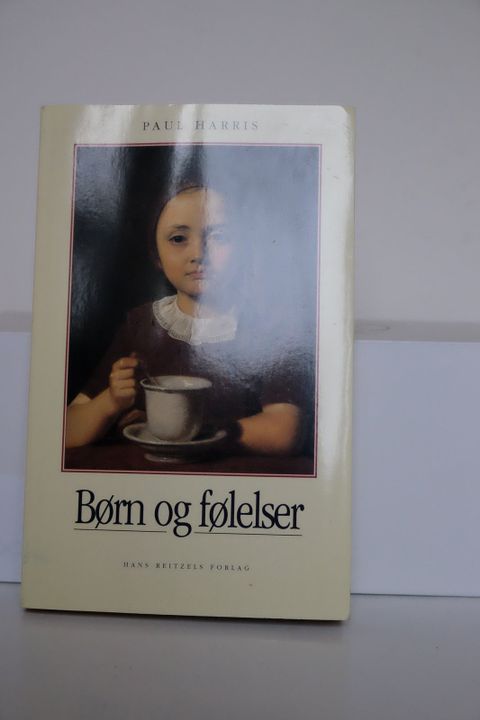 PAUL HARRIS
Børn og følelser
HANS REITZELS FORLAG